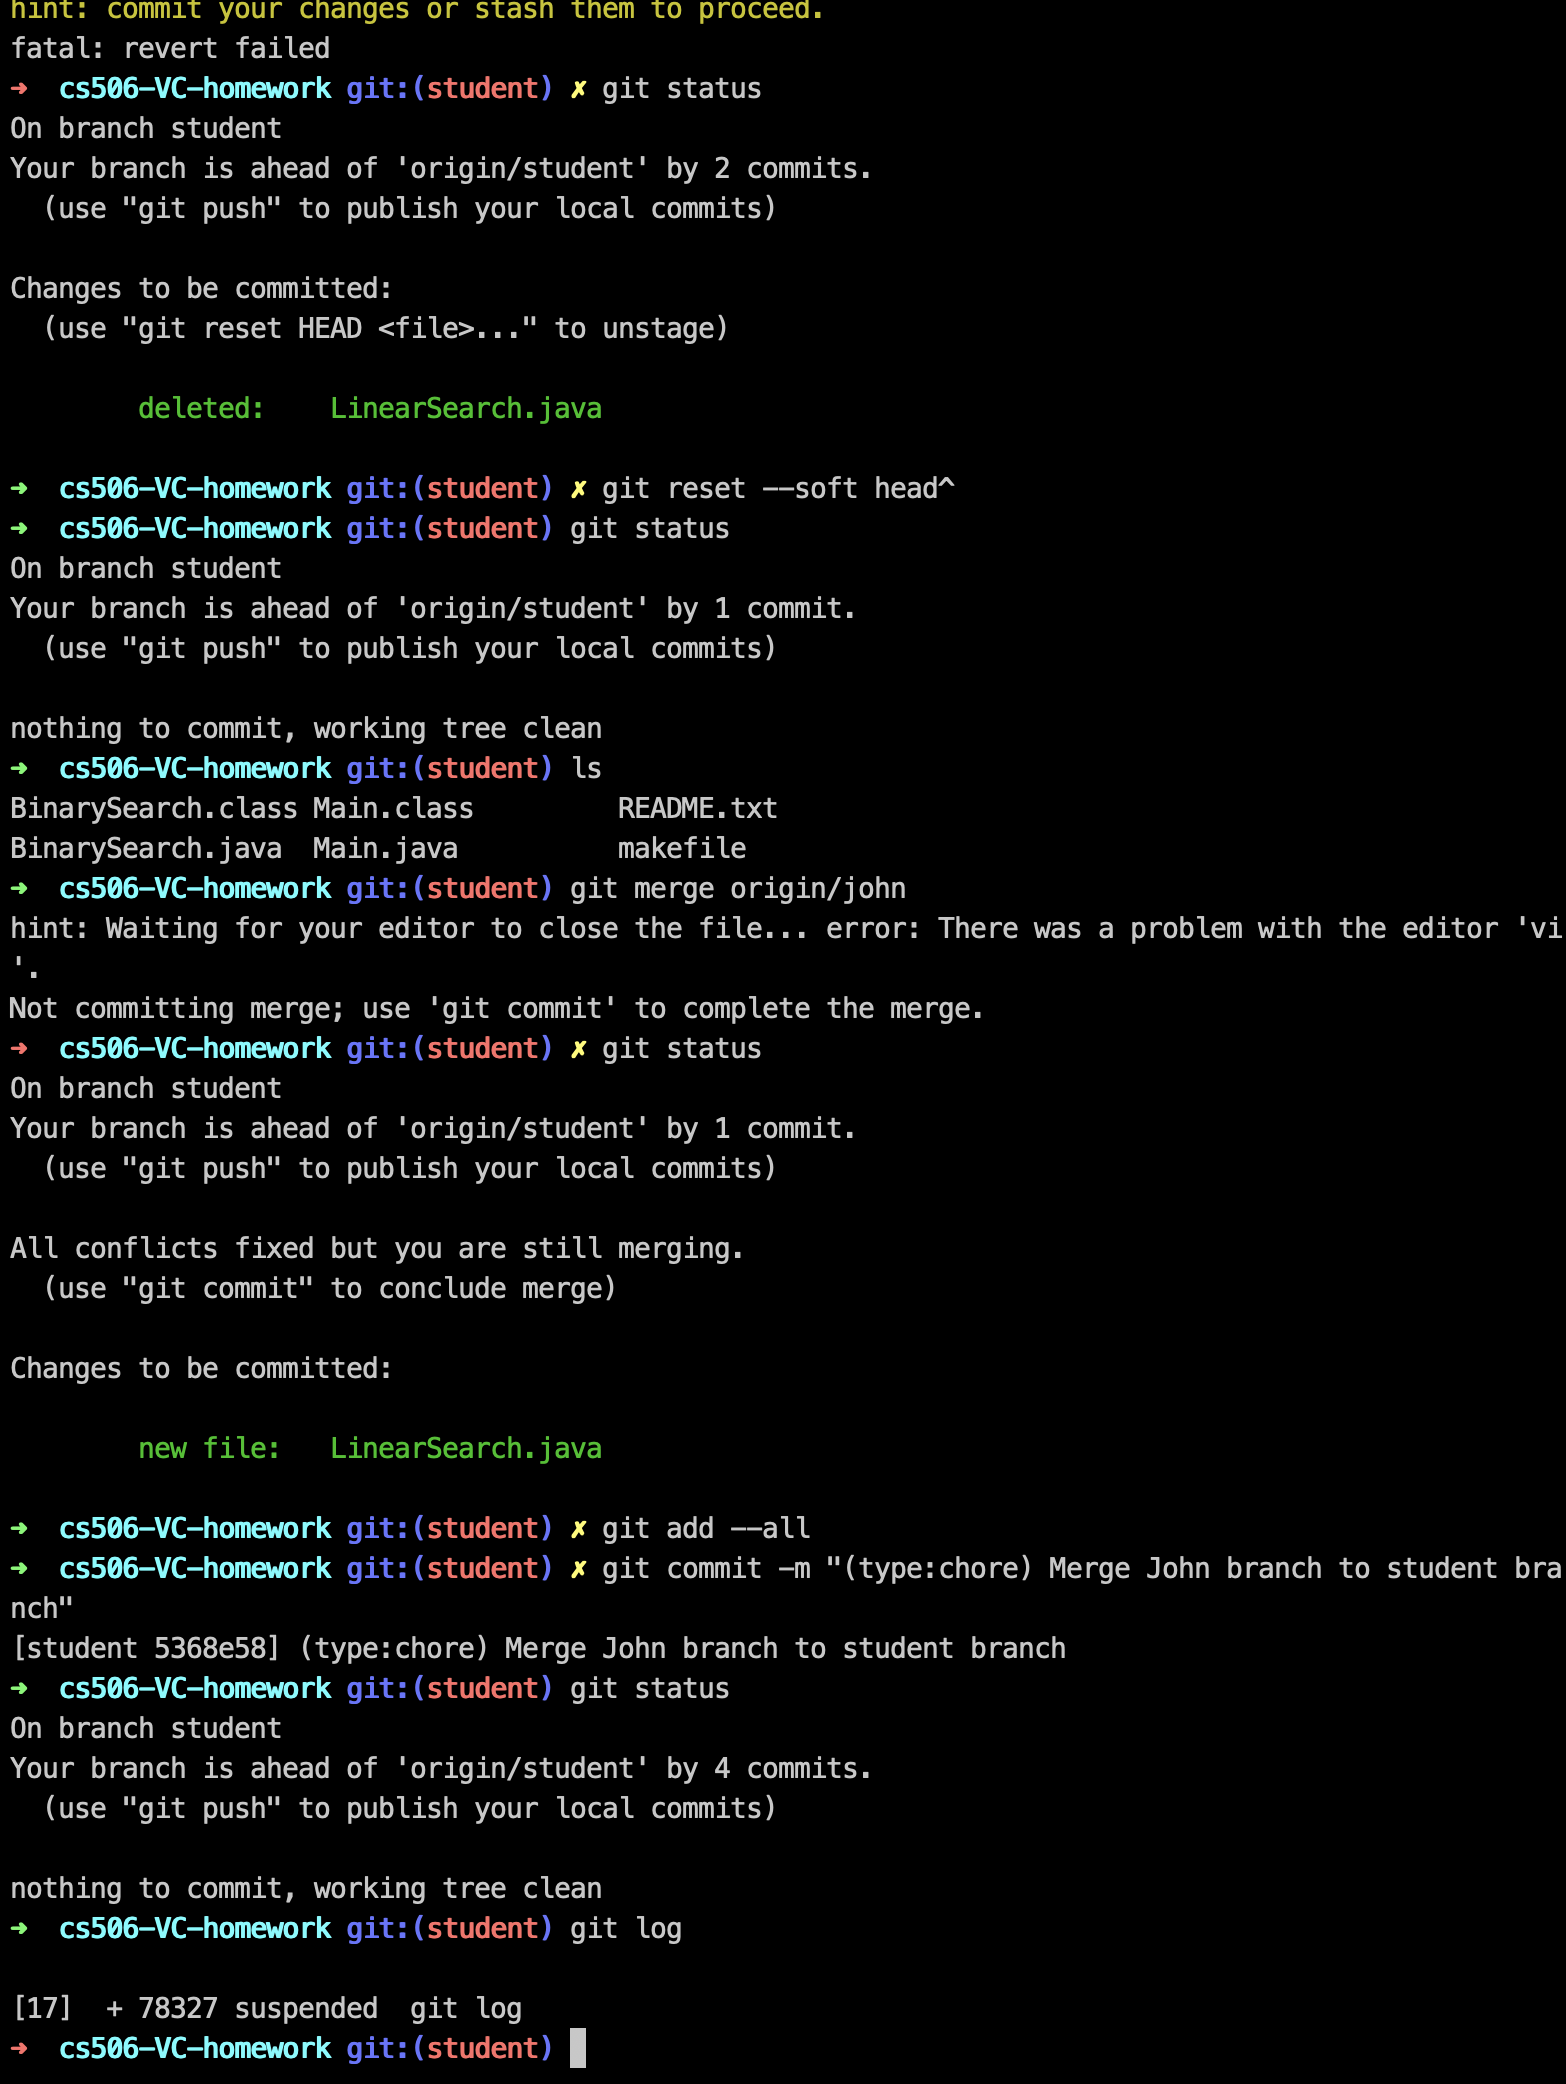 hint: commit your changes or stash them to proceed.
fatal: revert failed
➜  cs506-VC-homework git:(student) ✗ git status
On branch student
Your branch is ahead of 'origin/student' by 2 commits.
  (use "git push" to publish your local commits)

Changes to be committed:
  (use "git reset HEAD <file>..." to unstage)

        deleted:    LinearSearch.java

➜  cs506-VC-homework git:(student) ✗ git reset --soft head^
➜  cs506-VC-homework git:(student) git status
On branch student
Your branch is ahead of 'origin/student' by 1 commit.
  (use "git push" to publish your local commits)

nothing to commit, working tree clean
➜  cs506-VC-homework git:(student) ls
BinarySearch.class Main.class         README.txt
BinarySearch.java  Main.java          makefile
➜  cs506-VC-homework git:(student) git merge origin/john
hint: Waiting for your editor to close the file... error: There was a problem with the editor 'vi
'.
Not committing merge; use 'git commit' to complete the merge.
➜  cs506-VC-homework git:(student) ✗ git status
On branch student
Your branch is ahead of 'origin/student' by 1 commit.
  (use "git push" to publish your local commits)

All conflicts fixed but you are still merging.
  (use "git commit" to conclude merge)

Changes to be committed:

        new file:   LinearSearch.java

➜  cs506-VC-homework git:(student) ✗ git add --all
➜  cs506-VC-homework git:(student) ✗ git commit -m "(type:chore) Merge John branch to student bra
nch"
[student 5368e58] (type:chore) Merge John branch to student branch
➜  cs506-VC-homework git:(student) git status
On branch student
Your branch is ahead of 'origin/student' by 4 commits.
  (use "git push" to publish your local commits)

nothing to commit, working tree clean
➜  cs506-VC-homework git:(student) git log

[17]  + 78327 suspended  git log
➜  cs506-VC-homework git:(student)